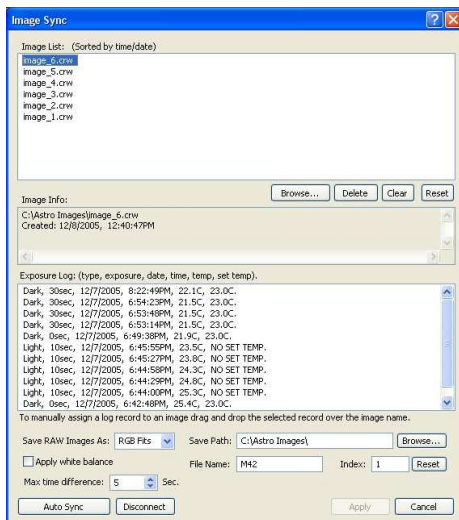 Image Sync
Image List: (Sorted by time/date)
image_6.crw
image_5.crw
image_4.crw
image_3.crw
image_2.crw
image_1.crw
Browse... Delete Clear Reset
Image Info:
C:\Astro Images\image_6.crw
Created: 12/8/2005, 12:40:47PM
Exposure Log: (type, exposure, date, time, temp, set temp).
Dark, 30sec, 12/7/2005, 8:22:49PM, 22.1C, 23.0C.
Dark, 30sec, 12/7/2005, 6:54:23PM, 21.5C, 23.0C.
Dark, 30sec, 12/7/2005, 6:53:48PM, 21.5C, 23.0C.
Dark, 30sec, 12/7/2005, 6:53:14PM, 21.5C, 23.0C.
Dark, 0sec, 12/7/2005, 6:49:38PM, 21.9C, 23.0C.
Light, 10sec, 12/7/2005, 6:45:55PM, 23.5C, NO SET TEMP.
Light, 10sec, 12/7/2005, 6:45:27PM, 23.8C, NO SET TEMP.
Light, 10sec, 12/7/2005, 6:44:58PM, 24.3C, NO SET TEMP.
Light, 10sec, 12/7/2005, 6:44:29PM, 24.8C, NO SET TEMP.
Light, 10sec, 12/7/2005, 6:44:00PM, 25.3C, NO SET TEMP.
Dark, 0sec, 12/7/2005, 6:42:48PM, 25.4C, 23.0C.
To manually assign a log record to an image drag and drop the selected record over the image name.
Save RAW Images As: RGB Fits Save Path: C:\Astro Images\ Browse...
Apply white balance File Name: M42 Index: 1 Reset
Max time difference: 5 Sec.
Auto Sync Disconnect Apply Cancel